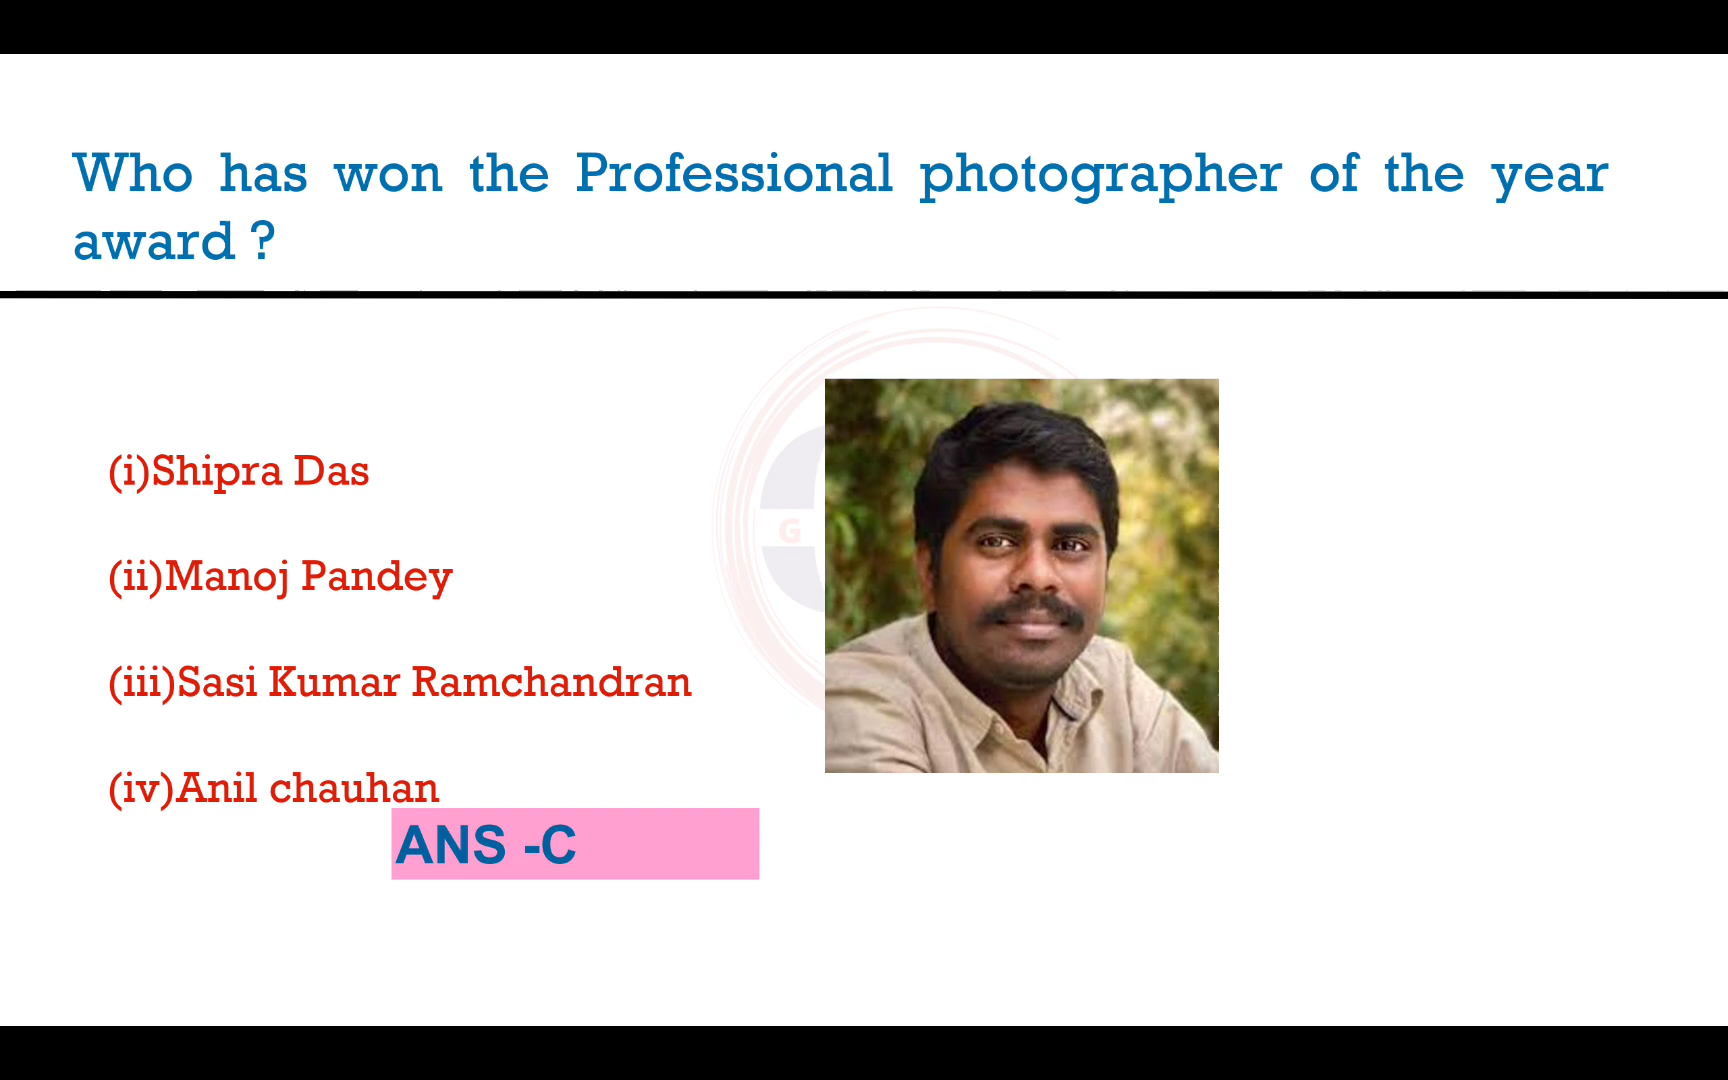 Who has won the Professional photographer of the year
award ?
(i)Shipra Das
(ii)Manoj Pandey
(iii)Sasi Kumar Ramchandran
(iv)Anil chauhan
ANS -C
G